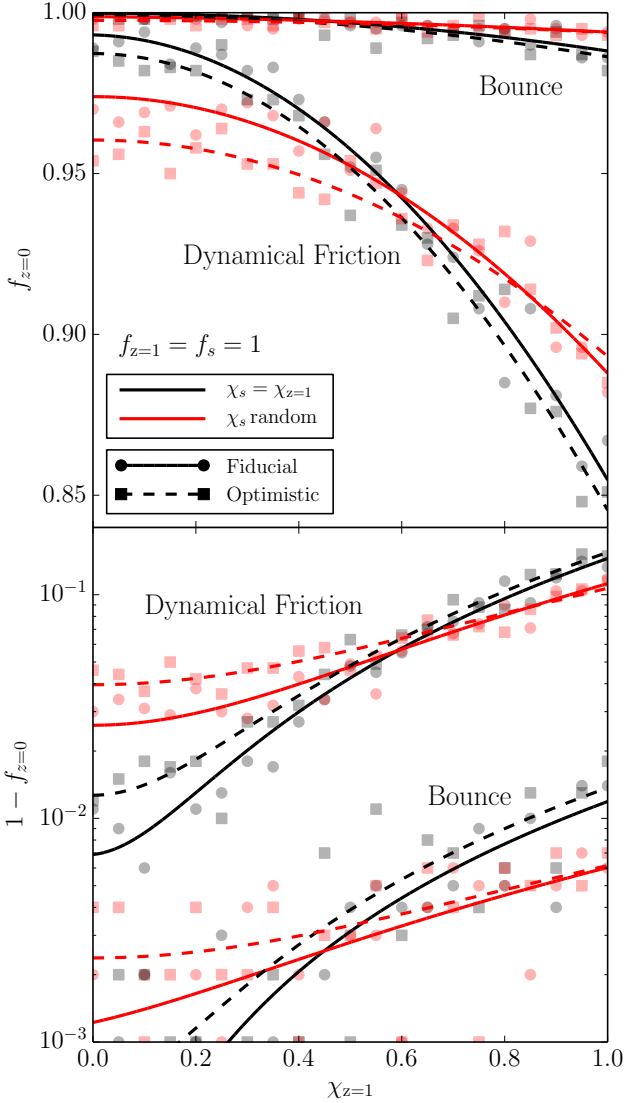 1.00
0.95
0.90
0.85
f_{z=0}
Bounce
Dynamical Friction
f_{z=1} = f_s = 1
χ_s = χ_{z=1}
χ_s random
Fiducial
Optimistic
10^{-1}
10^{-2}
10^{-3}
1 − f_{z=0}
Dynamical Friction
Bounce
0.0 0.2 0.4 0.6 0.8 1.0
χ_{z=1}